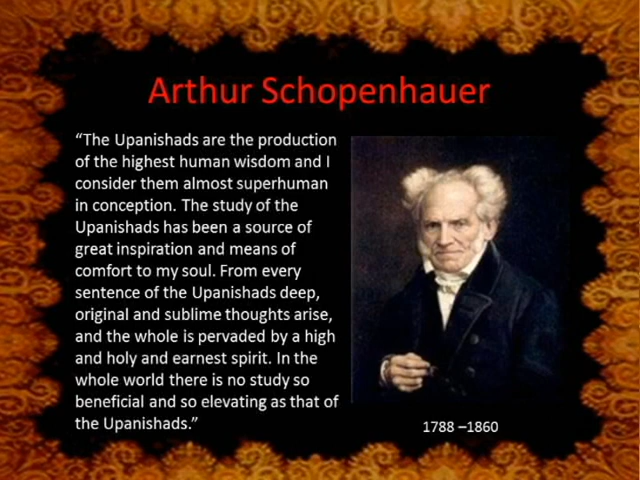 Arthur Schopenhauer
“The Upanishads are the production
of the highest human wisdom and I
consider them almost superhuman
in conception. The study of the
Upanishads has been a source of
great inspiration and means of
comfort to my soul. From every
sentence of the Upanishads deep,
original and sublime thoughts arise,
and the whole is pervaded by a high
and holy and earnest spirit. In the
whole world there is no study so
beneficial and so elevating as that of
the Upanishads.”
1788 –1860